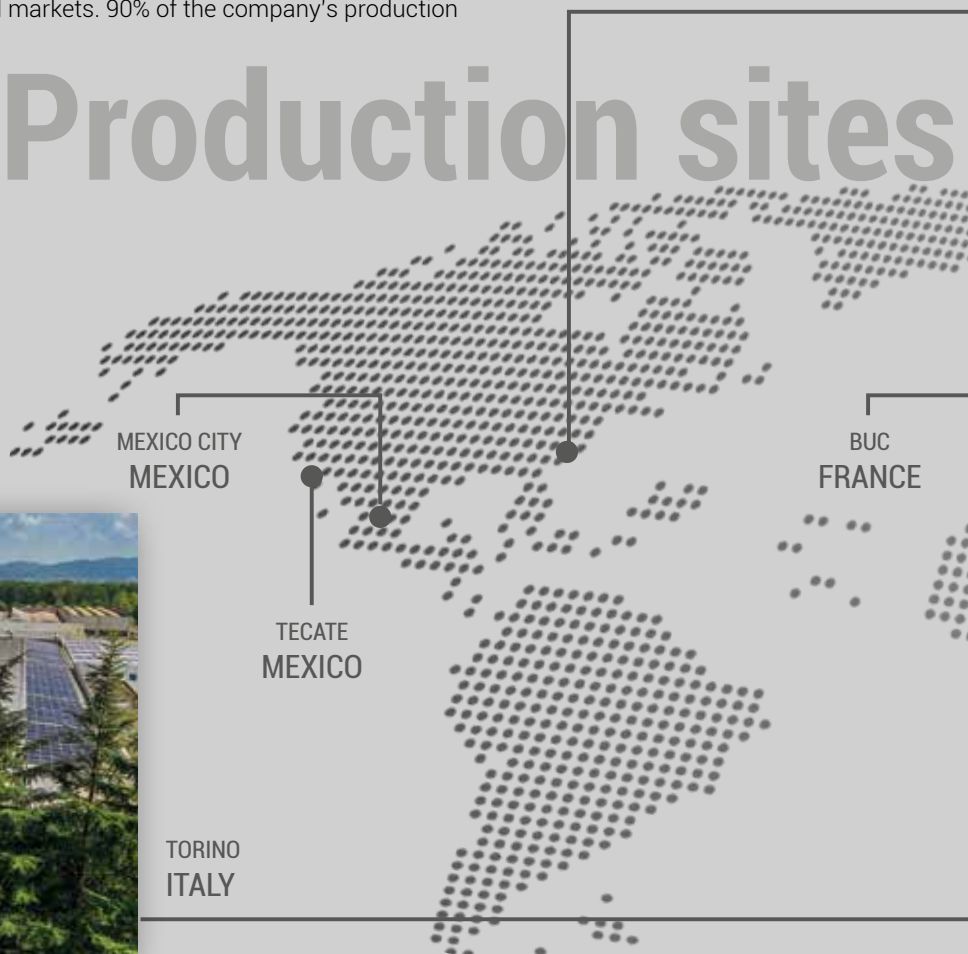 markets. 90% of the company's production
Production sites
MEXICO CITY
MEXICO
BUC
FRANCE
TECATE
MEXICO
TORINO
ITALY